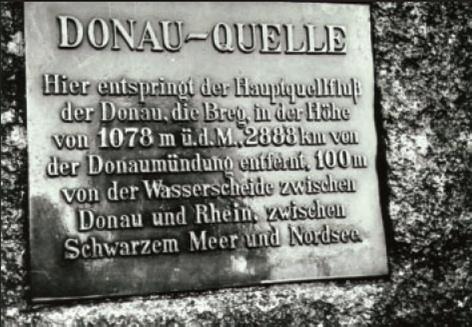 DONAU-QUELLE
Hier entspringt der Hauptquellfluß
der Donau, die Breg, in der Höhe
von 1078 m ü.d.M., 2888 km von
der Donaumündung entfernt, 100 m
von der Wasserscheide zwischen
Donau und Rhein, zwischen
Schwarzem Meer und Nordsee.